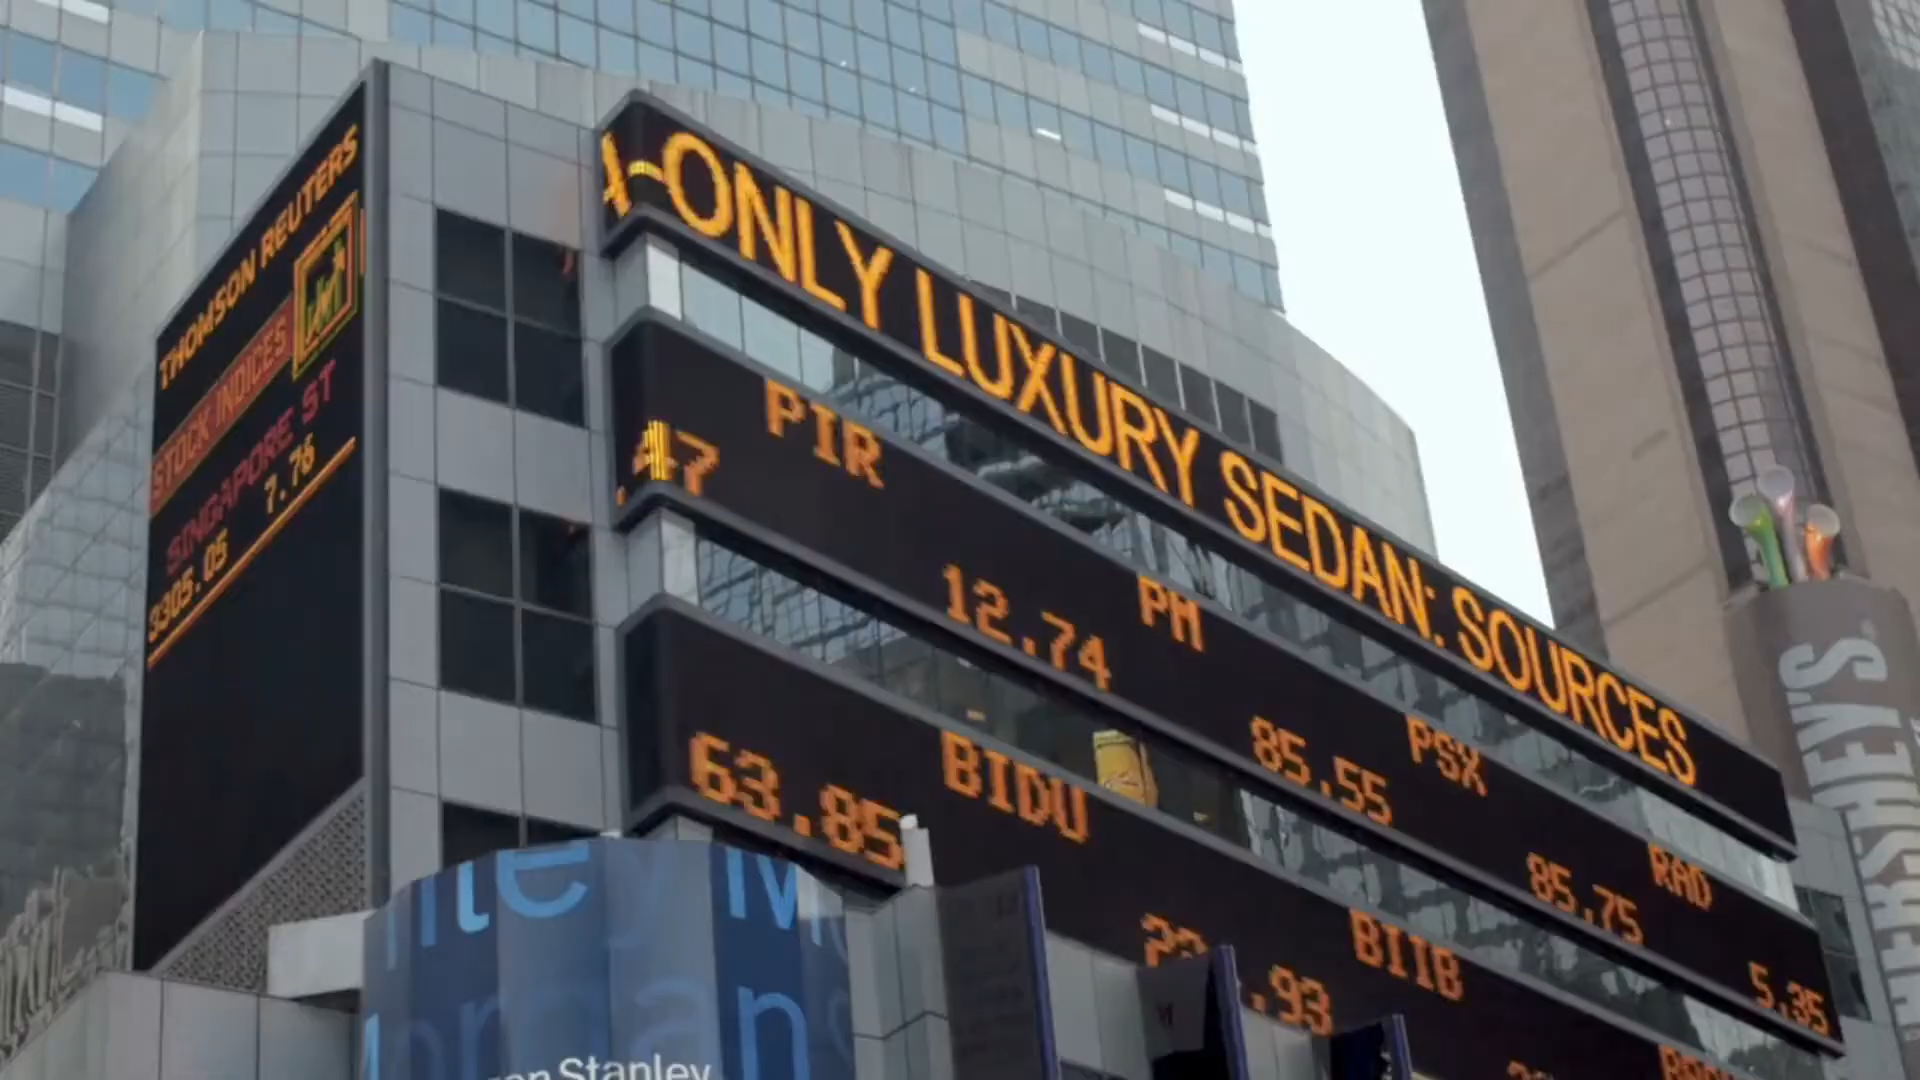 THOMSON REUTERS
STOCK INDICES
SINGAPORE ST
3305.05 7.76
-ONLY LUXURY SEDAN: SOURCES
.47 PIR 12.74 PM 85.55 PSX 85.75 RAD 5.35
63.85 BIDU .93 BIIB
HERSHEY'S
Stanley